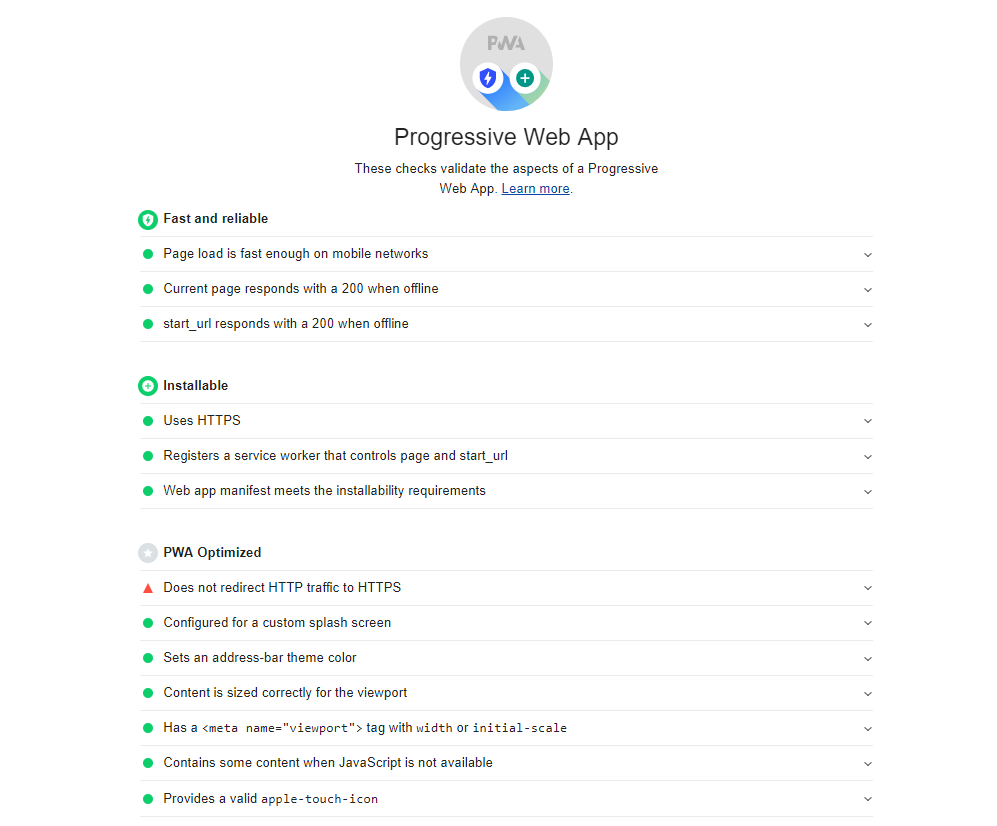 PWA
Progressive Web App
These checks validate the aspects of a Progressive
Web App. Learn more.
Fast and reliable
Page load is fast enough on mobile networks
Current page responds with a 200 when offline
start_url responds with a 200 when offline
Installable
Uses HTTPS
Registers a service worker that controls page and start_url
Web app manifest meets the installability requirements
PWA Optimized
Does not redirect HTTP traffic to HTTPS
Configured for a custom splash screen
Sets an address-bar theme color
Content is sized correctly for the viewport
Has a <meta name="viewport"> tag with width or initial-scale
Contains some content when JavaScript is not available
Provides a valid apple-touch-icon